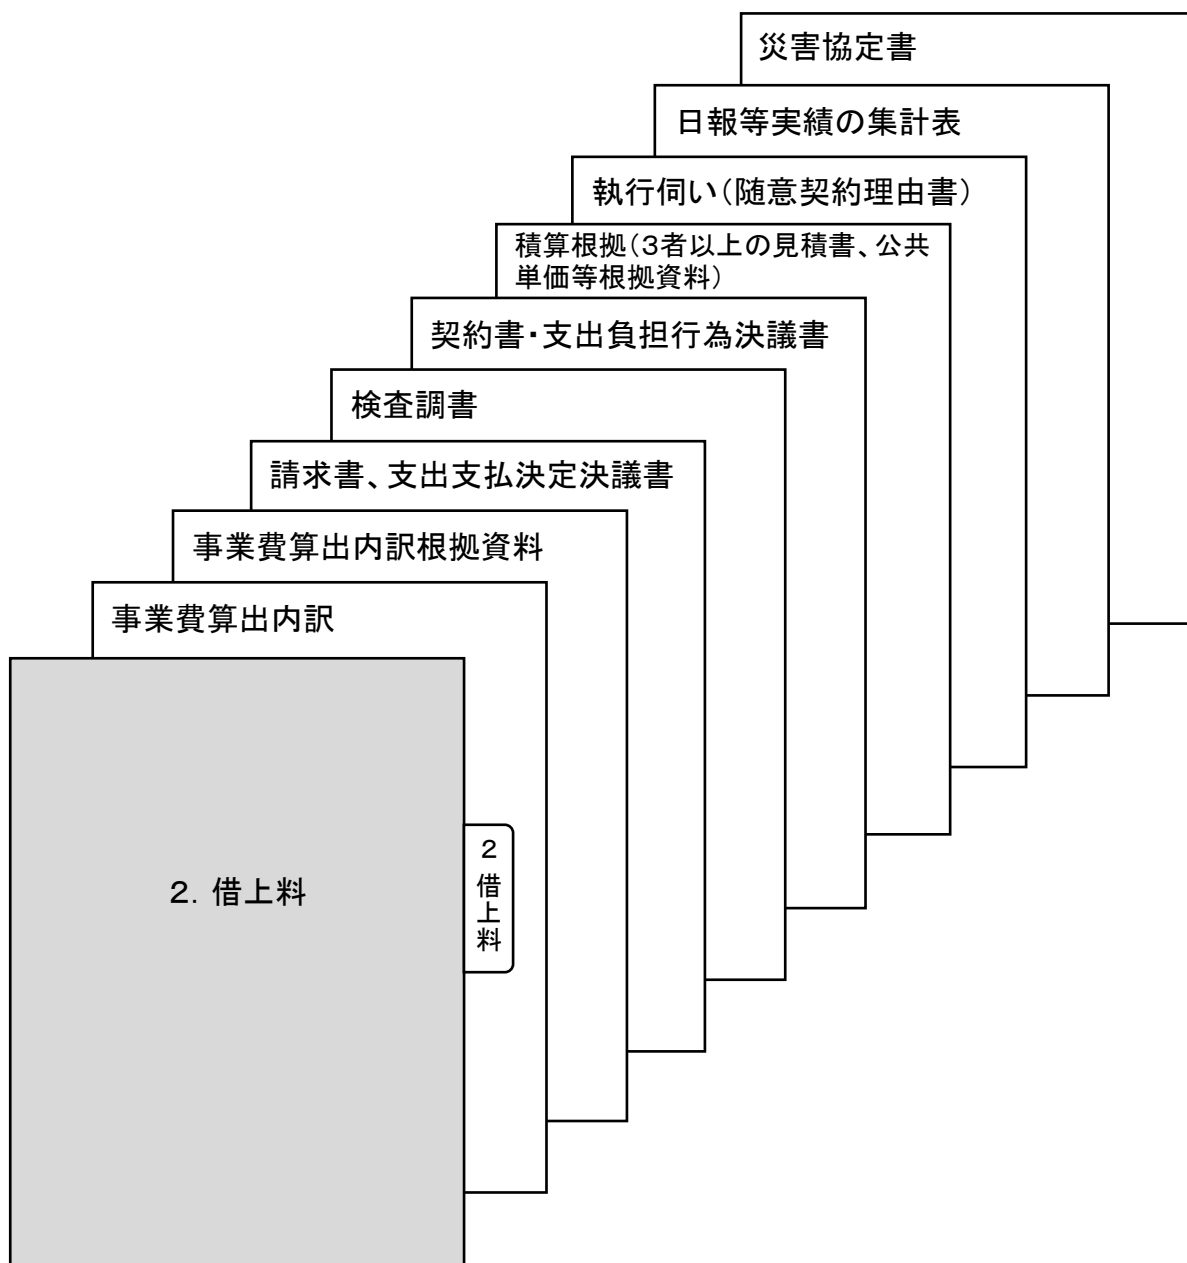 災害協定書
日報等実績の集計表
執行伺い（随意契約理由書）
積算根拠（３者以上の見積書、公共
単価等根拠資料）
契約書・支出負担行為決議書
検査調書
請求書、支出支払決定決議書
事業費算出内訳根拠資料
事業費算出内訳
２．借上料
２
借上料